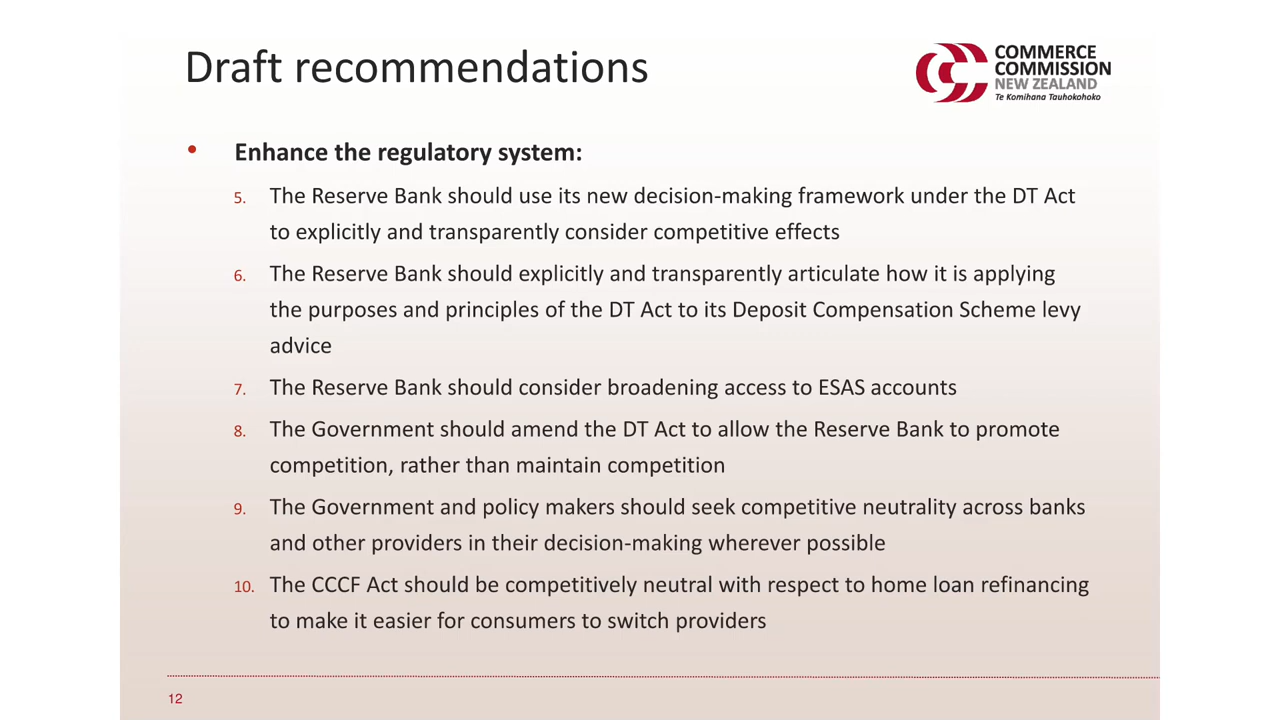 Draft recommendations
COMMERCE
COMMISSION
NEW ZEALAND
Te Komihana Tauhokohoko
• Enhance the regulatory system:
5. The Reserve Bank should use its new decision-making framework under the DT Act
to explicitly and transparently consider competitive effects
6. The Reserve Bank should explicitly and transparently articulate how it is applying
the purposes and principles of the DT Act to its Deposit Compensation Scheme levy
advice
7. The Reserve Bank should consider broadening access to ESAS accounts
8. The Government should amend the DT Act to allow the Reserve Bank to promote
competition, rather than maintain competition
9. The Government and policy makers should seek competitive neutrality across banks
and other providers in their decision-making wherever possible
10. The CCCF Act should be competitively neutral with respect to home loan refinancing
to make it easier for consumers to switch providers
12